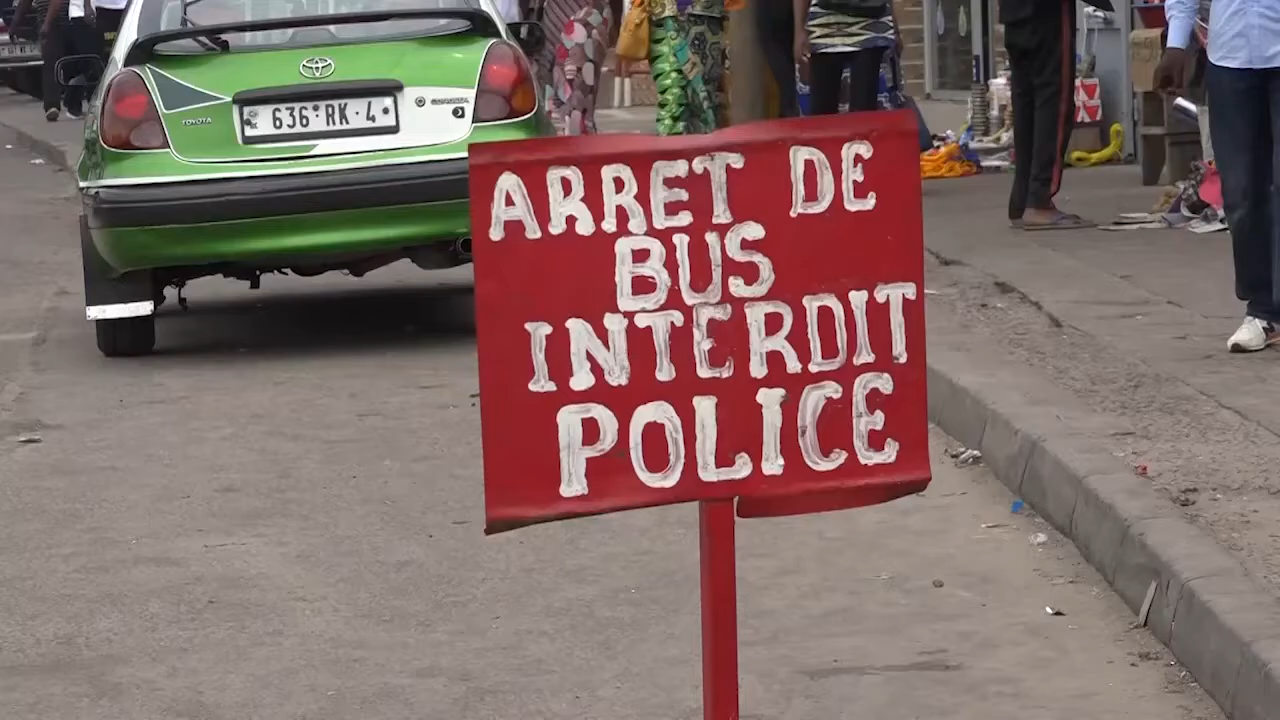 TOYOTA
636 RK 4
ARRET DE
BUS
INTERDIT
POLICE